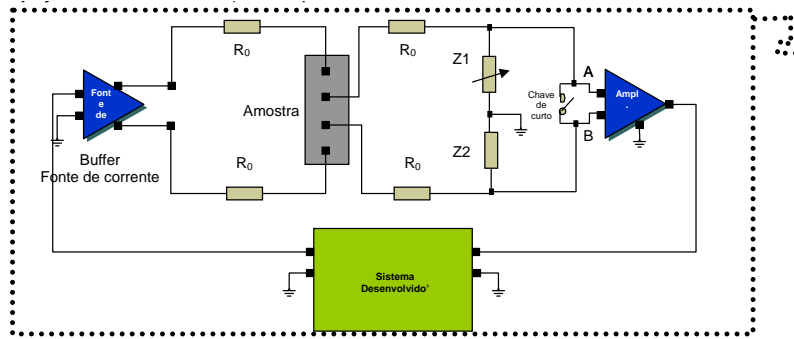 R₀
R₀
Z1
A
Font
e de
Amostra
Chave
de
curto
Ampl
.
B
Buffer
Fonte de corrente
R₀
R₀
Z2
Sistema
Desenvolvido'